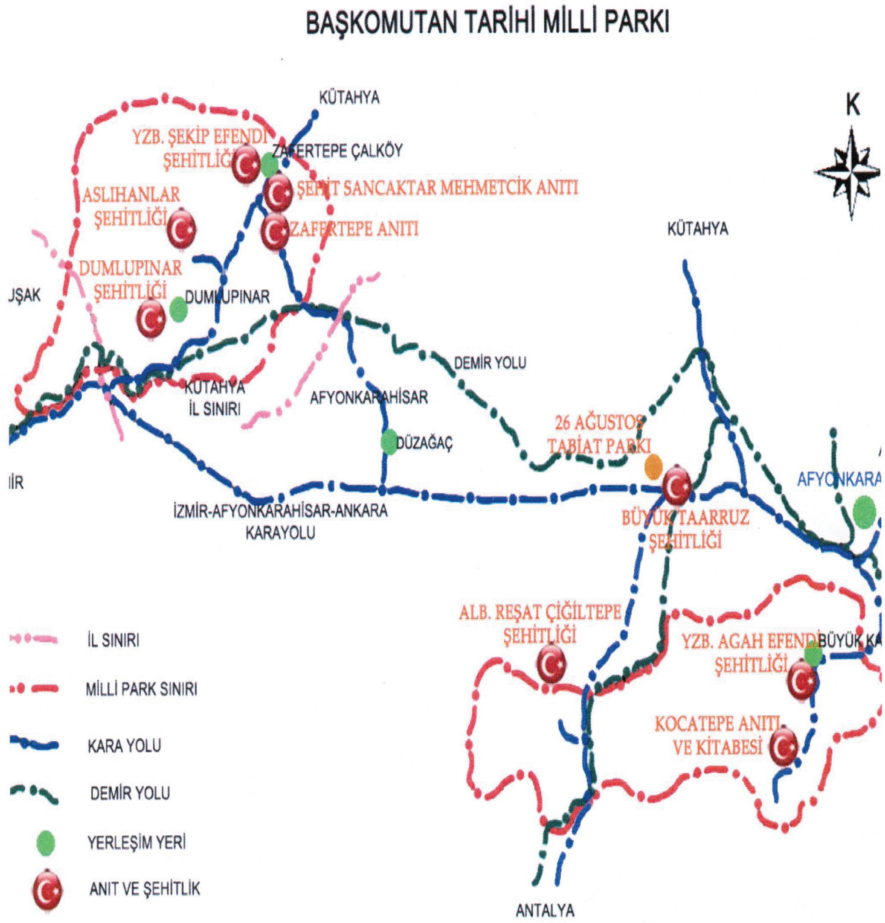 BAŞKOMUTAN TARİHİ MİLLİ PARKI
K
KÜTAHYA
YZB. ŞEKİP EFENDİ
ŞEHİTLİĞİ
ZAFERTEPE ÇALKÖY
ŞEHİT SANCAKTAR MEHMETCİK ANITI
ASLIHANLAR
ŞEHİTLİĞİ
ZAFERTEPE ANITI
KÜTAHYA
DUMLUPINAR
ŞEHİTLİĞİ
UŞAK
DUMLUPINAR
DEMİR YOLU
KÜTAHYA
İL SINIRI
AFYONKARAHİSAR
26 AĞUSTOS
TABİAT PARKI
DÜZAĞAÇ
AFYONKARA
İZMİR-AFYONKARAHİSAR-ANKARA
KARAYOLU
BÜYÜK TAARRUZ
ŞEHİTLİĞİ
ALB. REŞAT ÇİĞİLTEPE
ŞEHİTLİĞİ
YZB. AGAH EFENDİ
ŞEHİTLİĞİ
BÜYÜK KA
KOCATEPE ANITI
VE KİTABESİ
İL SINIRI
MİLLİ PARK SINIRI
KARA YOLU
DEMİR YOLU
YERLEŞİM YERİ
ANIT VE ŞEHİTLİK
ANTALYA